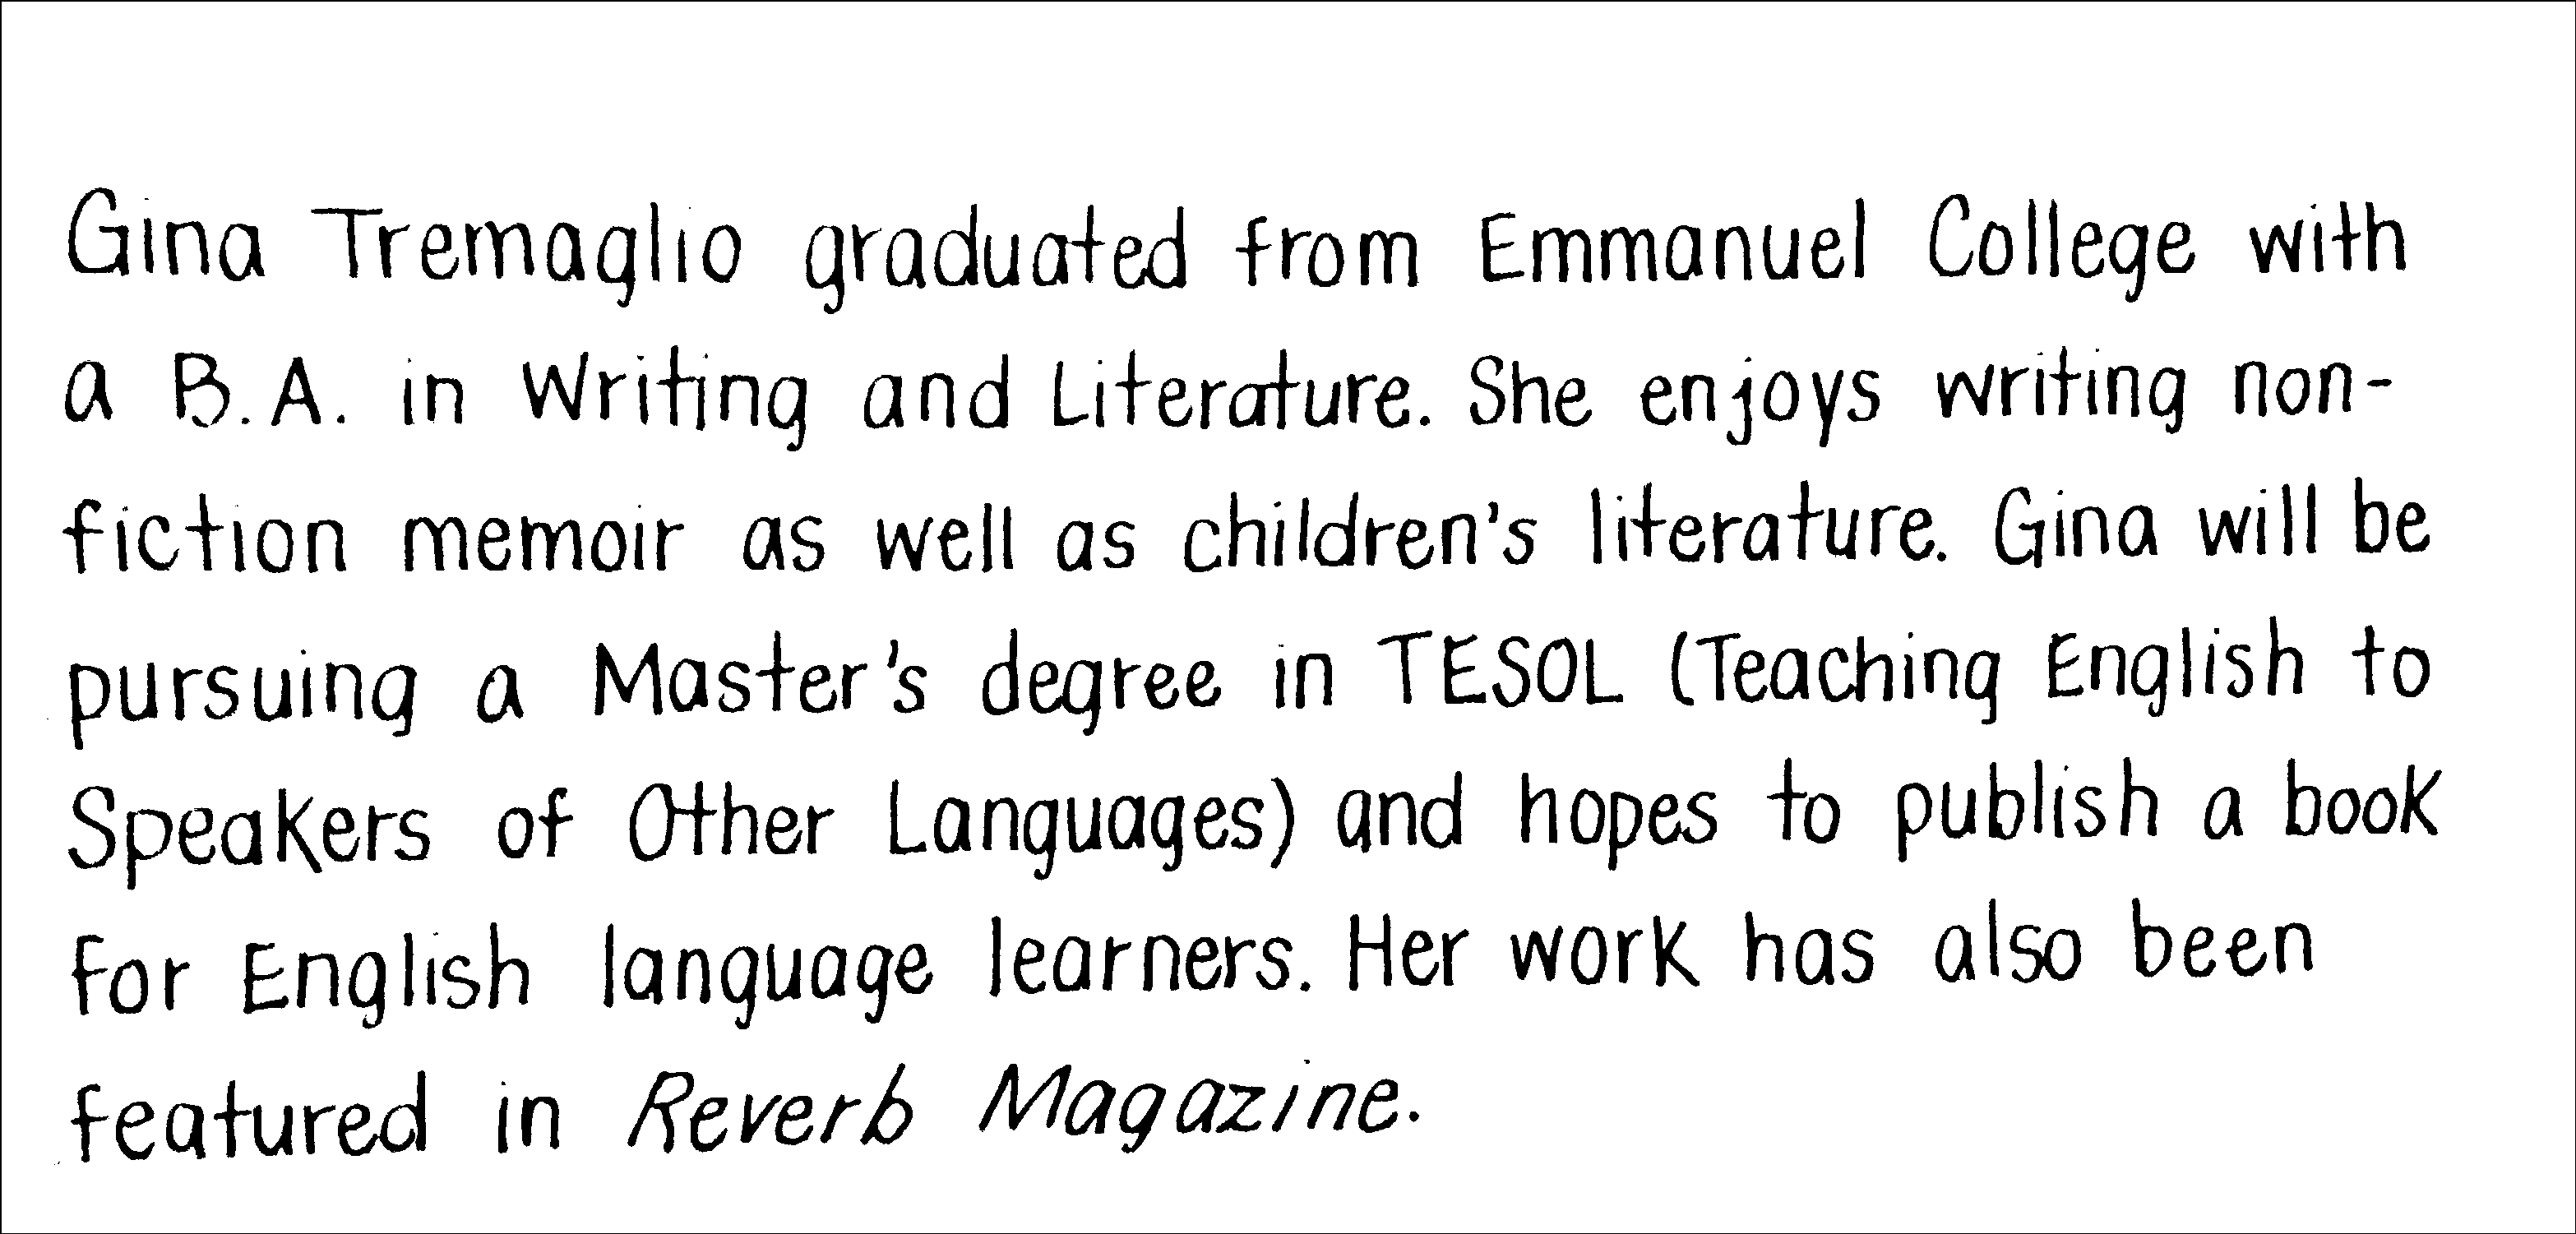 Gina Tremaglio graduated from Emmanuel College with
a B.A. in Writing and Literature. She enjoys writing non-
fiction memoir as well as children's literature. Gina will be
pursuing a Master's degree in TESOL (Teaching English to
Speakers of Other Languages) and hopes to publish a book
for English language learners. Her work has also been
featured in Reverb Magazine.